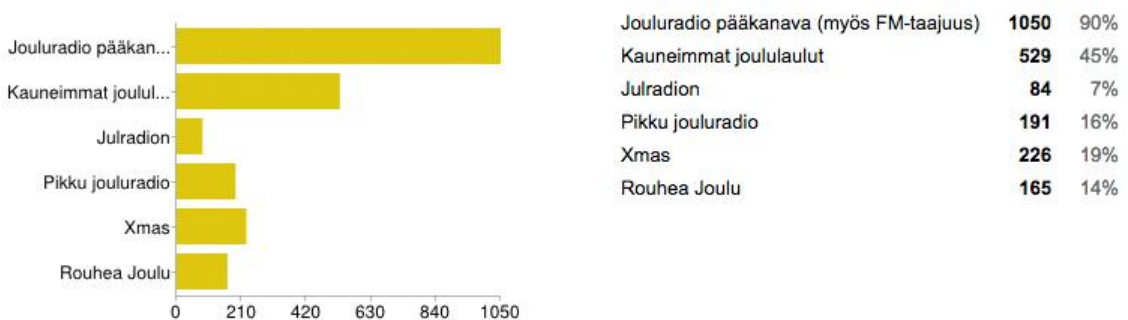 Jouluradio pääkan...
Kauneimmat joulul...
Julradion
Pikku jouluradio
Xmas
Rouhea Joulu
0 210 420 630 840 1050
Jouluradio pääkanava (myös FM-taajuus) 1050 90%
Kauneimmat joululaulut 529 45%
Julradion 84 7%
Pikku jouluradio 191 16%
Xmas 226 19%
Rouhea Joulu 165 14%